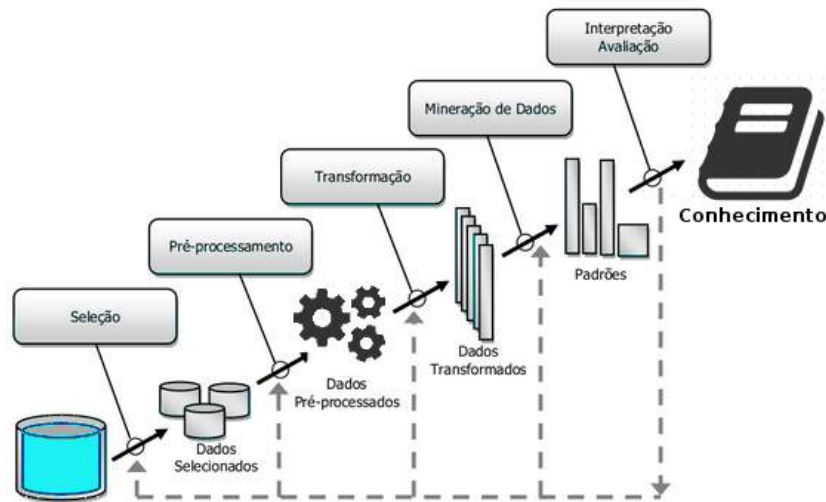 Interpretação
Avaliação
Mineração de Dados
Conhecimento
Transformação
Padrões
Pré-processamento
Dados
Transformados
Seleção
Dados
Pré-processados
Dados
Selecionados